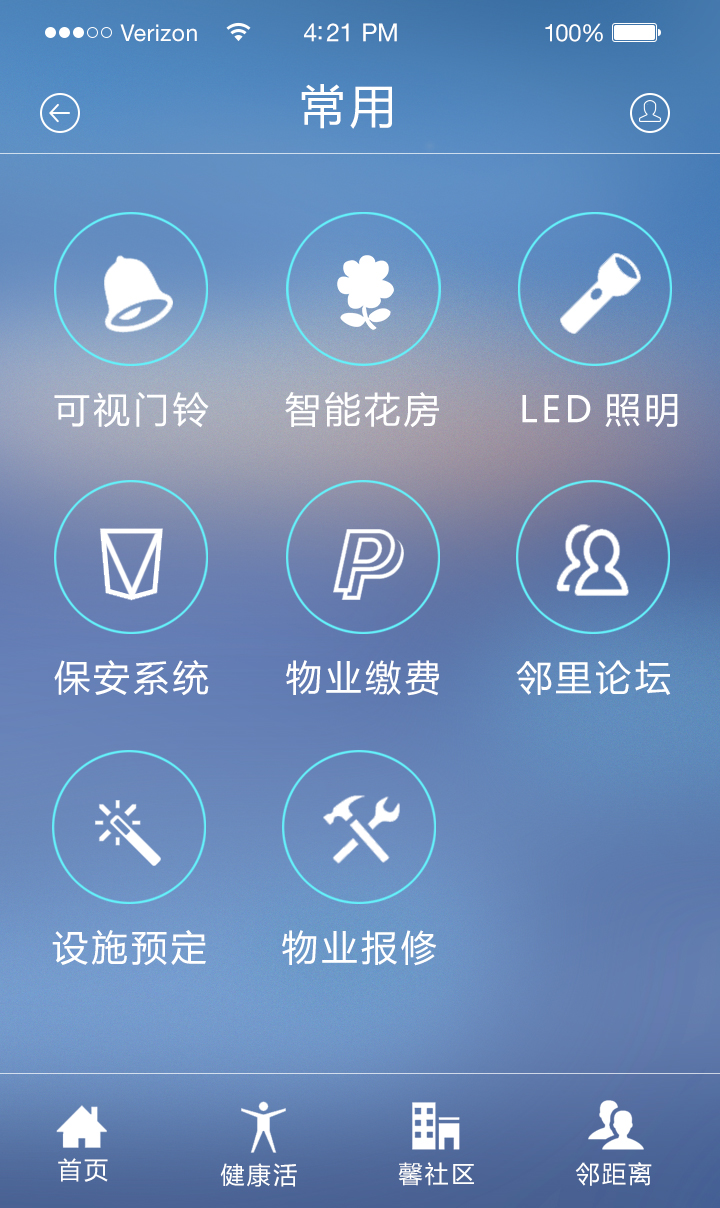 Verizon 4:21 PM 100%
常用
可视门铃 智能花房 LED 照明
保安系统 物业缴费 邻里论坛
设施预定 物业报修
首页 健康活 馨社区 邻距离